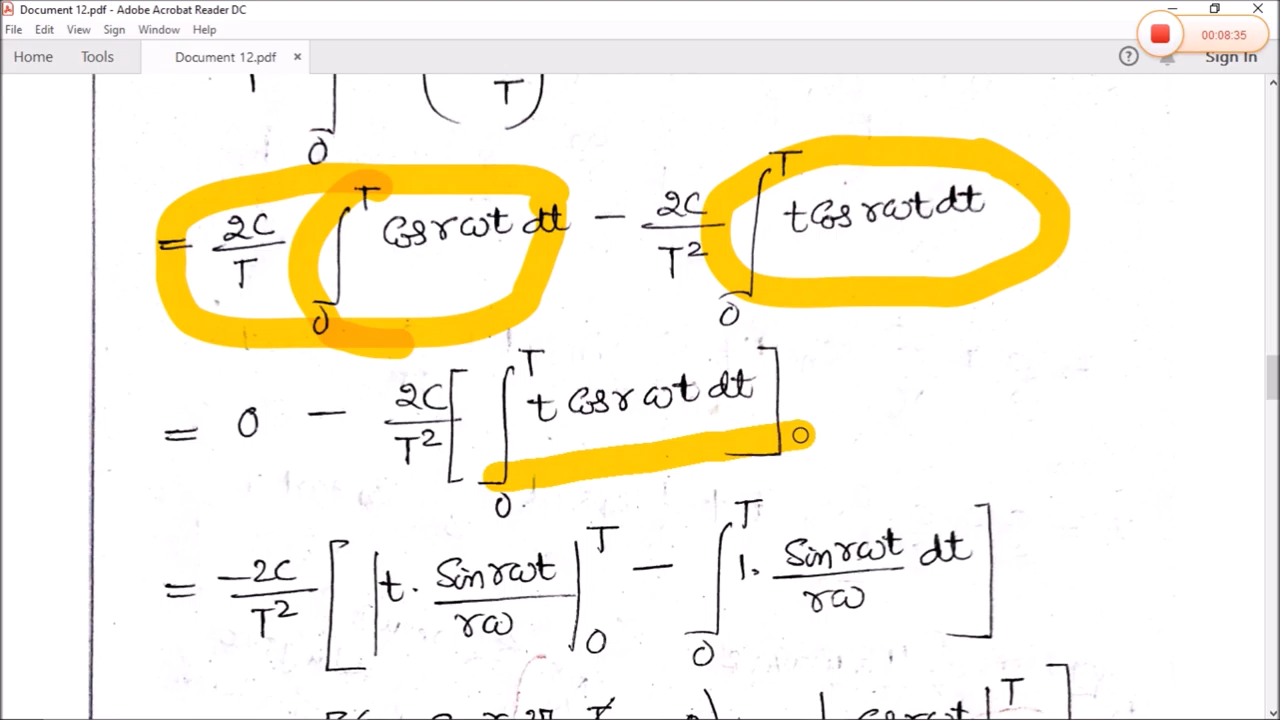 Document 12.pdf - Adobe Acrobat Reader DC
File Edit View Sign Window Help
00:08:35
Home Tools Document 12.pdf × ? Sign In
0 T
= 2C/T ∫₀ᵀ Cos rωt dt − 2C/T² ∫₀ᵀ t Cos rωt dt
= 0 − 2C/T² [ ∫₀ᵀ t Cos rωt dt ]
= −2C/T² [ |t. Sin rωt/rω|₀ᵀ − ∫₀ᵀ 1. Sin rωt/rω dt ]
T